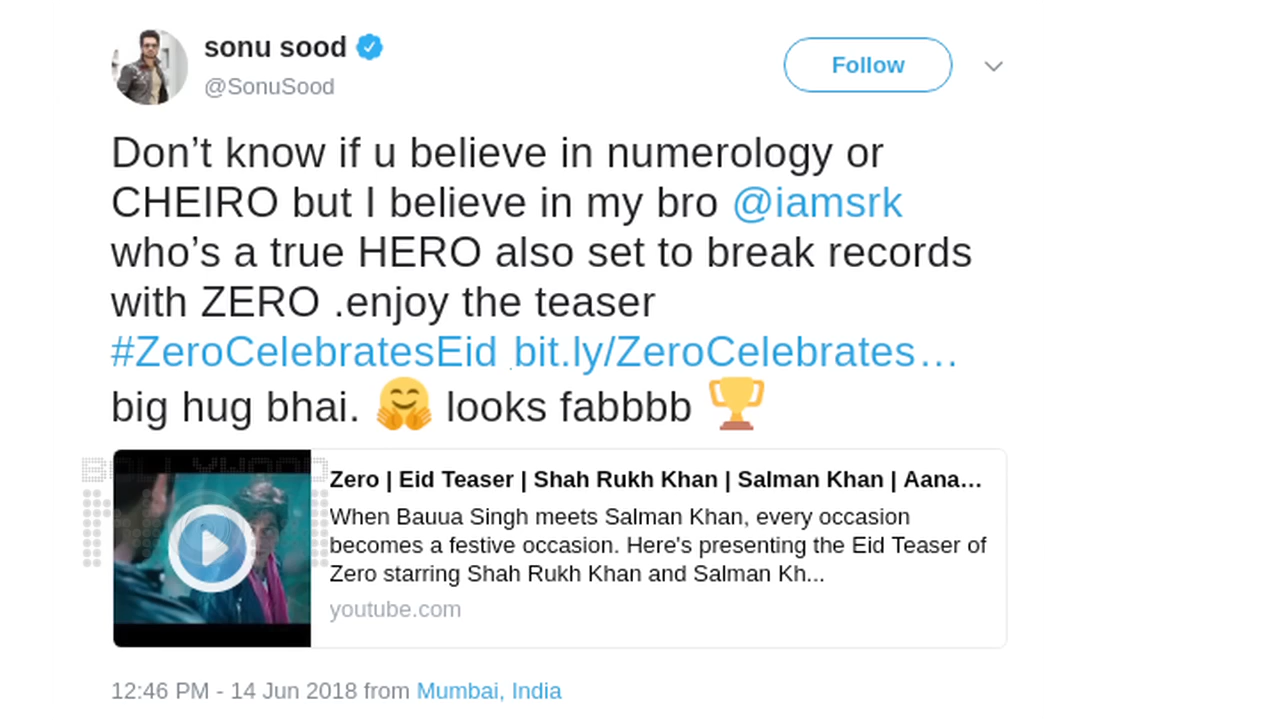 sonu sood
@SonuSood
Follow
Don’t know if u believe in numerology or
CHEIRO but I believe in my bro @iamsrk
who’s a true HERO also set to break records
with ZERO .enjoy the teaser
#ZeroCelebratesEid bit.ly/ZeroCelebrates…
big hug bhai. 🤗 looks fabbbb 🏆
BOLLYWOOD
Zero | Eid Teaser | Shah Rukh Khan | Salman Khan | Aana…
When Bauua Singh meets Salman Khan, every occasion
becomes a festive occasion. Here's presenting the Eid Teaser of
Zero starring Shah Rukh Khan and Salman Kh...
youtube.com
12:46 PM - 14 Jun 2018 from Mumbai, India